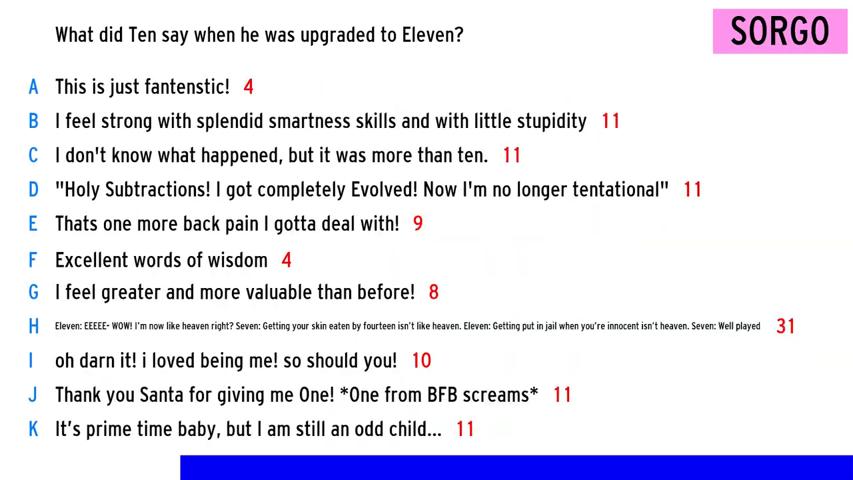 What did Ten say when he was upgraded to Eleven?
SORGO
A This is just fantenstic! 4
B I feel strong with splendid smartness skills and with little stupidity 11
C I don't know what happened, but it was more than ten. 11
D "Holy Subtractions! I got completely Evolved! Now I'm no longer tentational" 11
E Thats one more back pain I gotta deal with! 9
F Excellent words of wisdom 4
G I feel greater and more valuable than before! 8
H Eleven: EEEEE- WOW! I'm now like heaven right? Seven: Getting your skin eaten by fourteen isn't like heaven. Eleven: Getting put in jail when you're innocent isn't heaven. Seven: Well played 31
I oh darn it! i loved being me! so should you! 10
J Thank you Santa for giving me One! *One from BFB screams* 11
K It's prime time baby, but I am still an odd child... 11